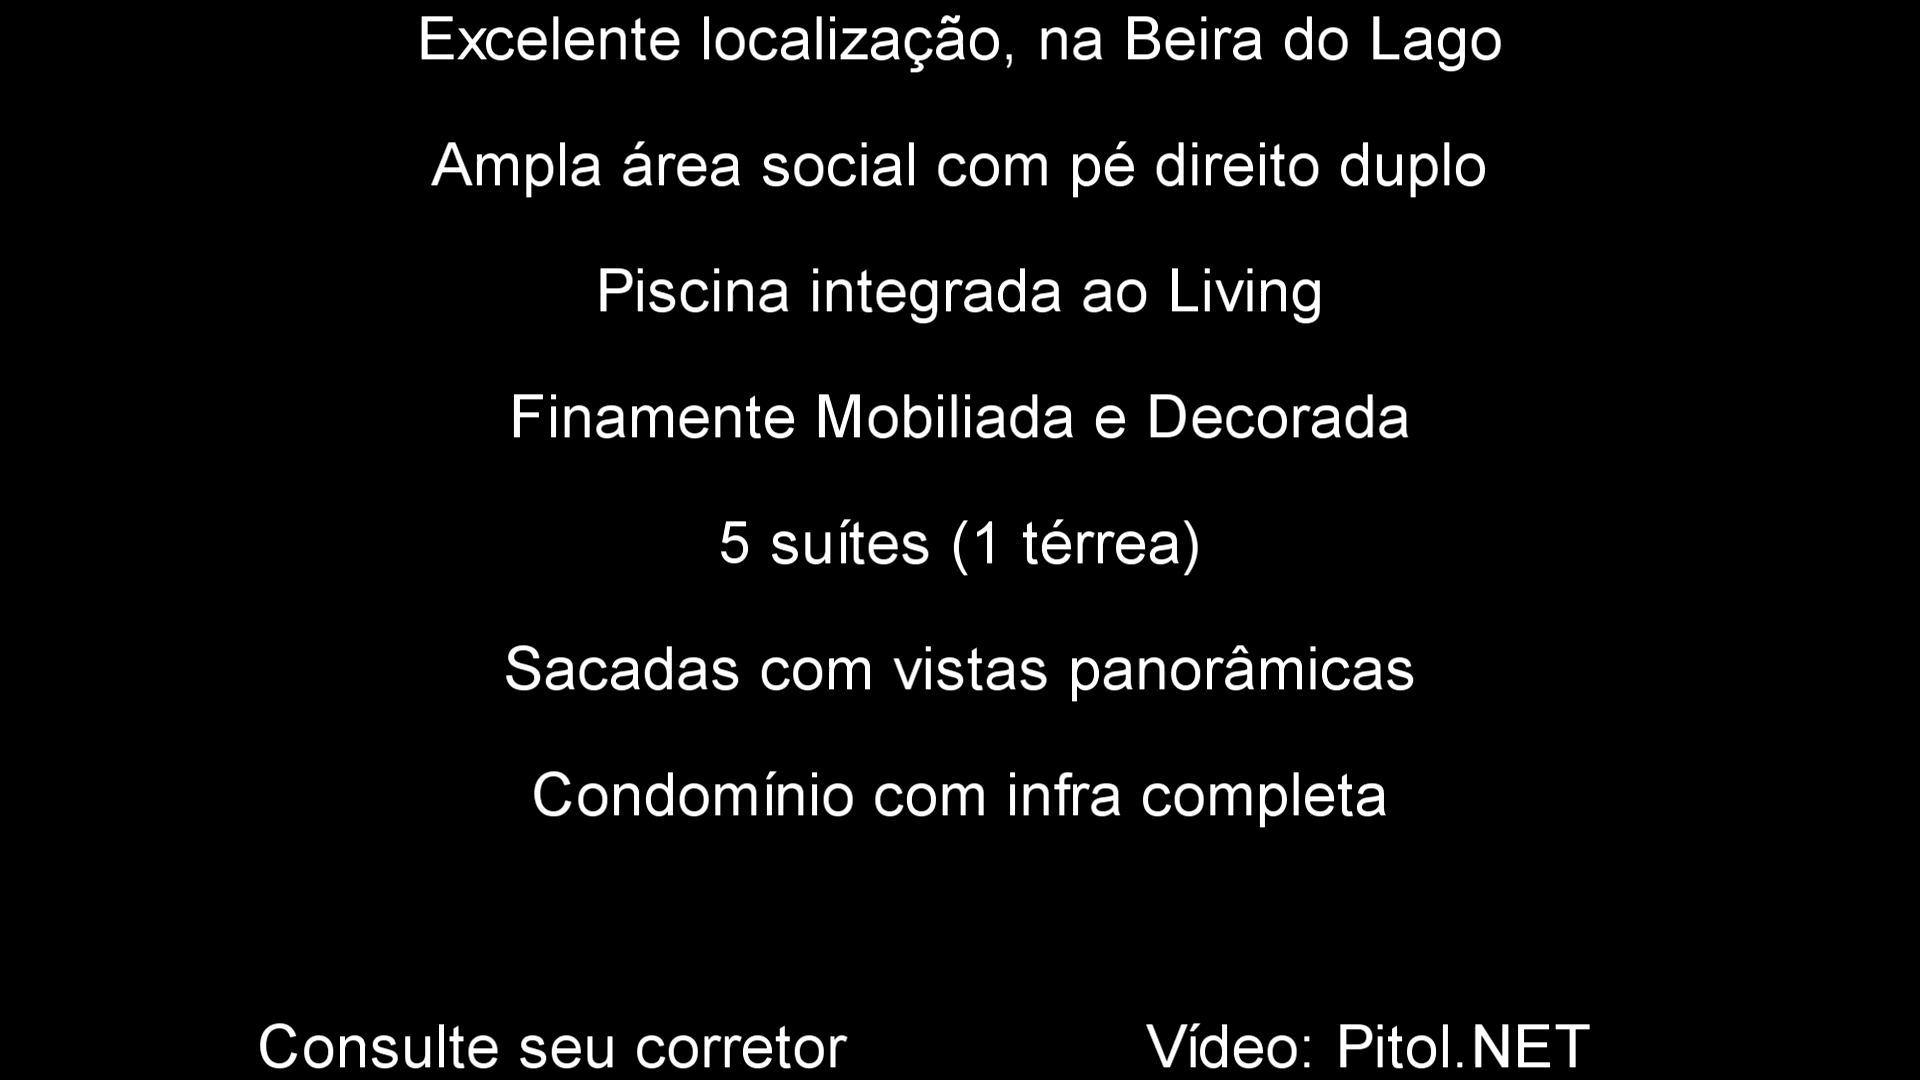 Excelente localização, na Beira do Lago
Ampla área social com pé direito duplo
Piscina integrada ao Living
Finamente Mobiliada e Decorada
5 suítes (1 térrea)
Sacadas com vistas panorâmicas
Condomínio com infra completa
Consulte seu corretor Vídeo: Pitol.NET